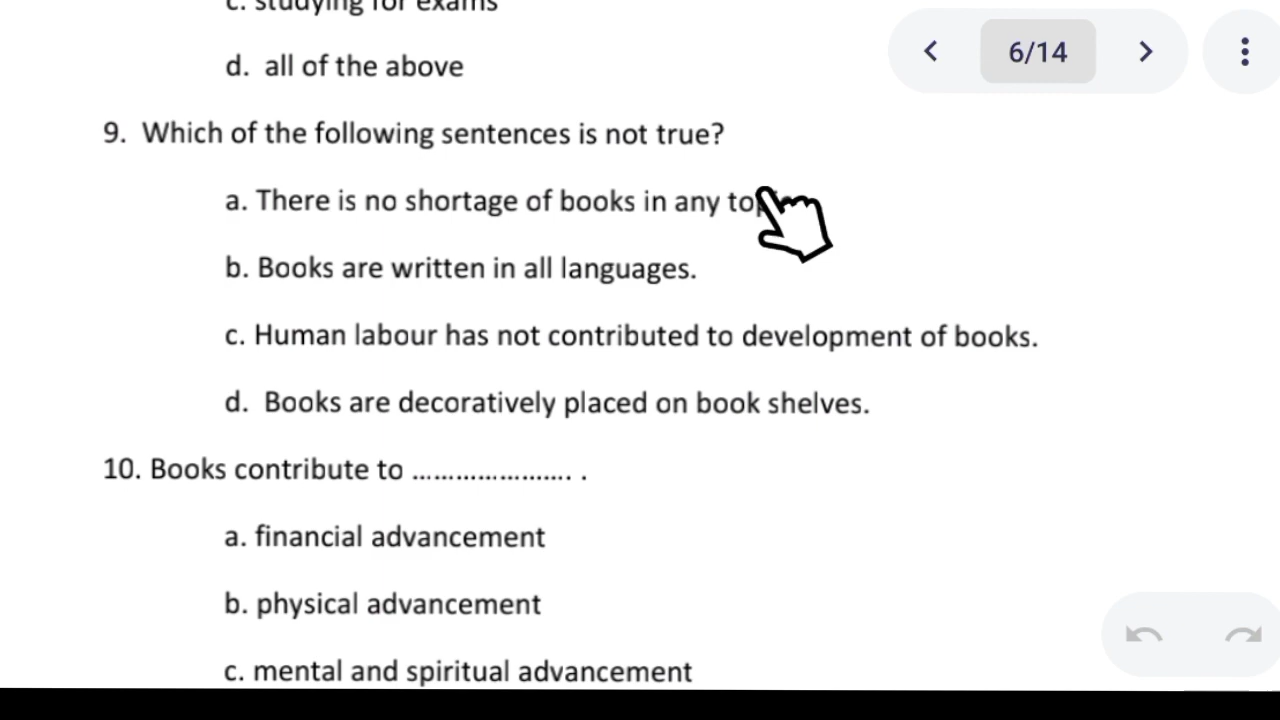 c. studying for exams
d. all of the above
6/14
9. Which of the following sentences is not true?
a. There is no shortage of books in any
b. Books are written in all languages.
c. Human labour has not contributed to development of books.
d. Books are decoratively placed on book shelves.
10. Books contribute to ...................... .
a. financial advancement
b. physical advancement
c. mental and spiritual advancement